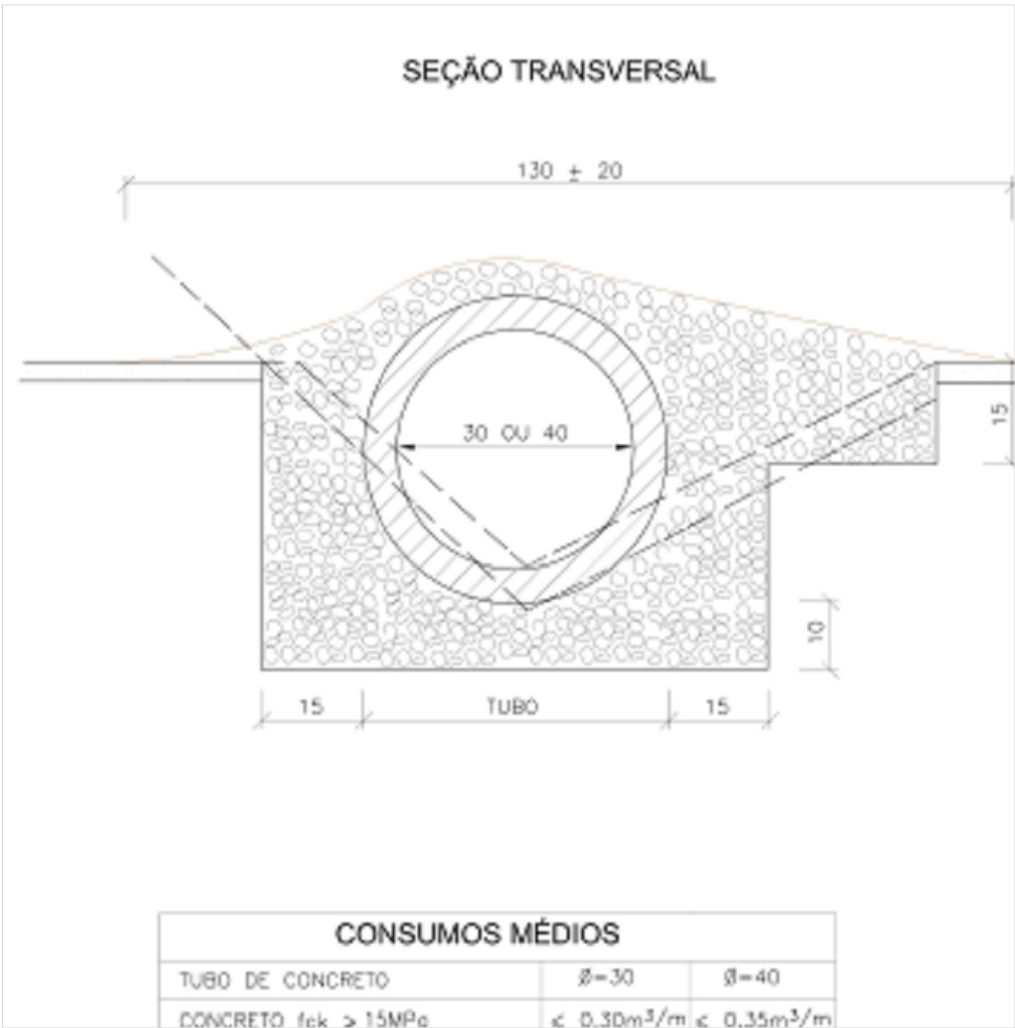 SEÇÃO TRANSVERSAL
130 ± 20
30 OU 40
15
10
15 TUBO 15
CONSUMOS MÉDIOS
TUBO DE CONCRETO Ø=30 Ø=40
CONCRETO fck > 15MPa ≤ 0.30m³/m ≤ 0.35m³/m